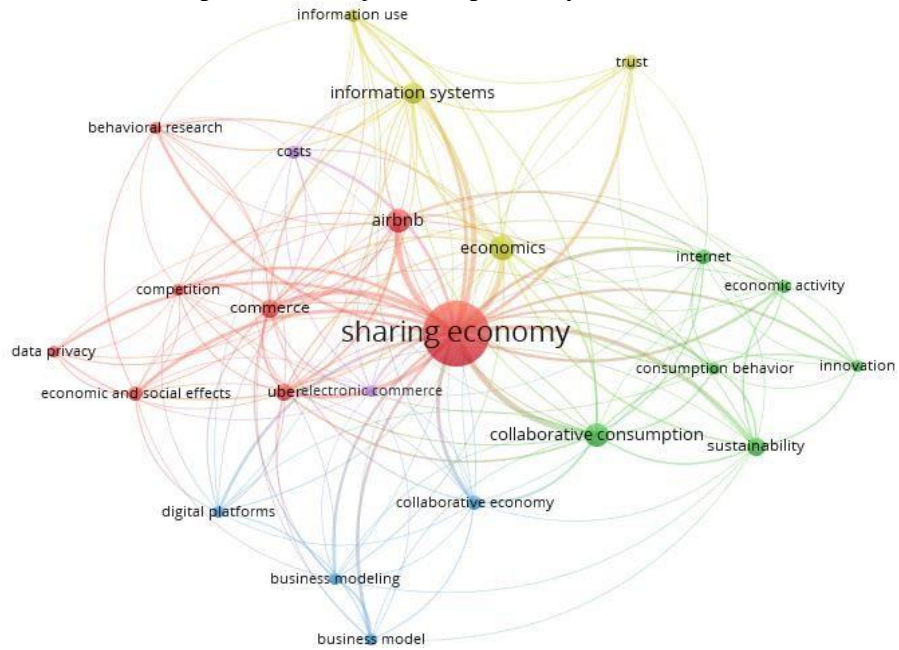 information use
trust
information systems
behavioral research
costs
airbnb
economics
internet
economic activity
competition
commerce
sharing economy
data privacy
consumption behavior
innovation
economic and social effects
uber
electronic commerce
collaborative consumption
sustainability
collaborative economy
digital platforms
business modeling
business model